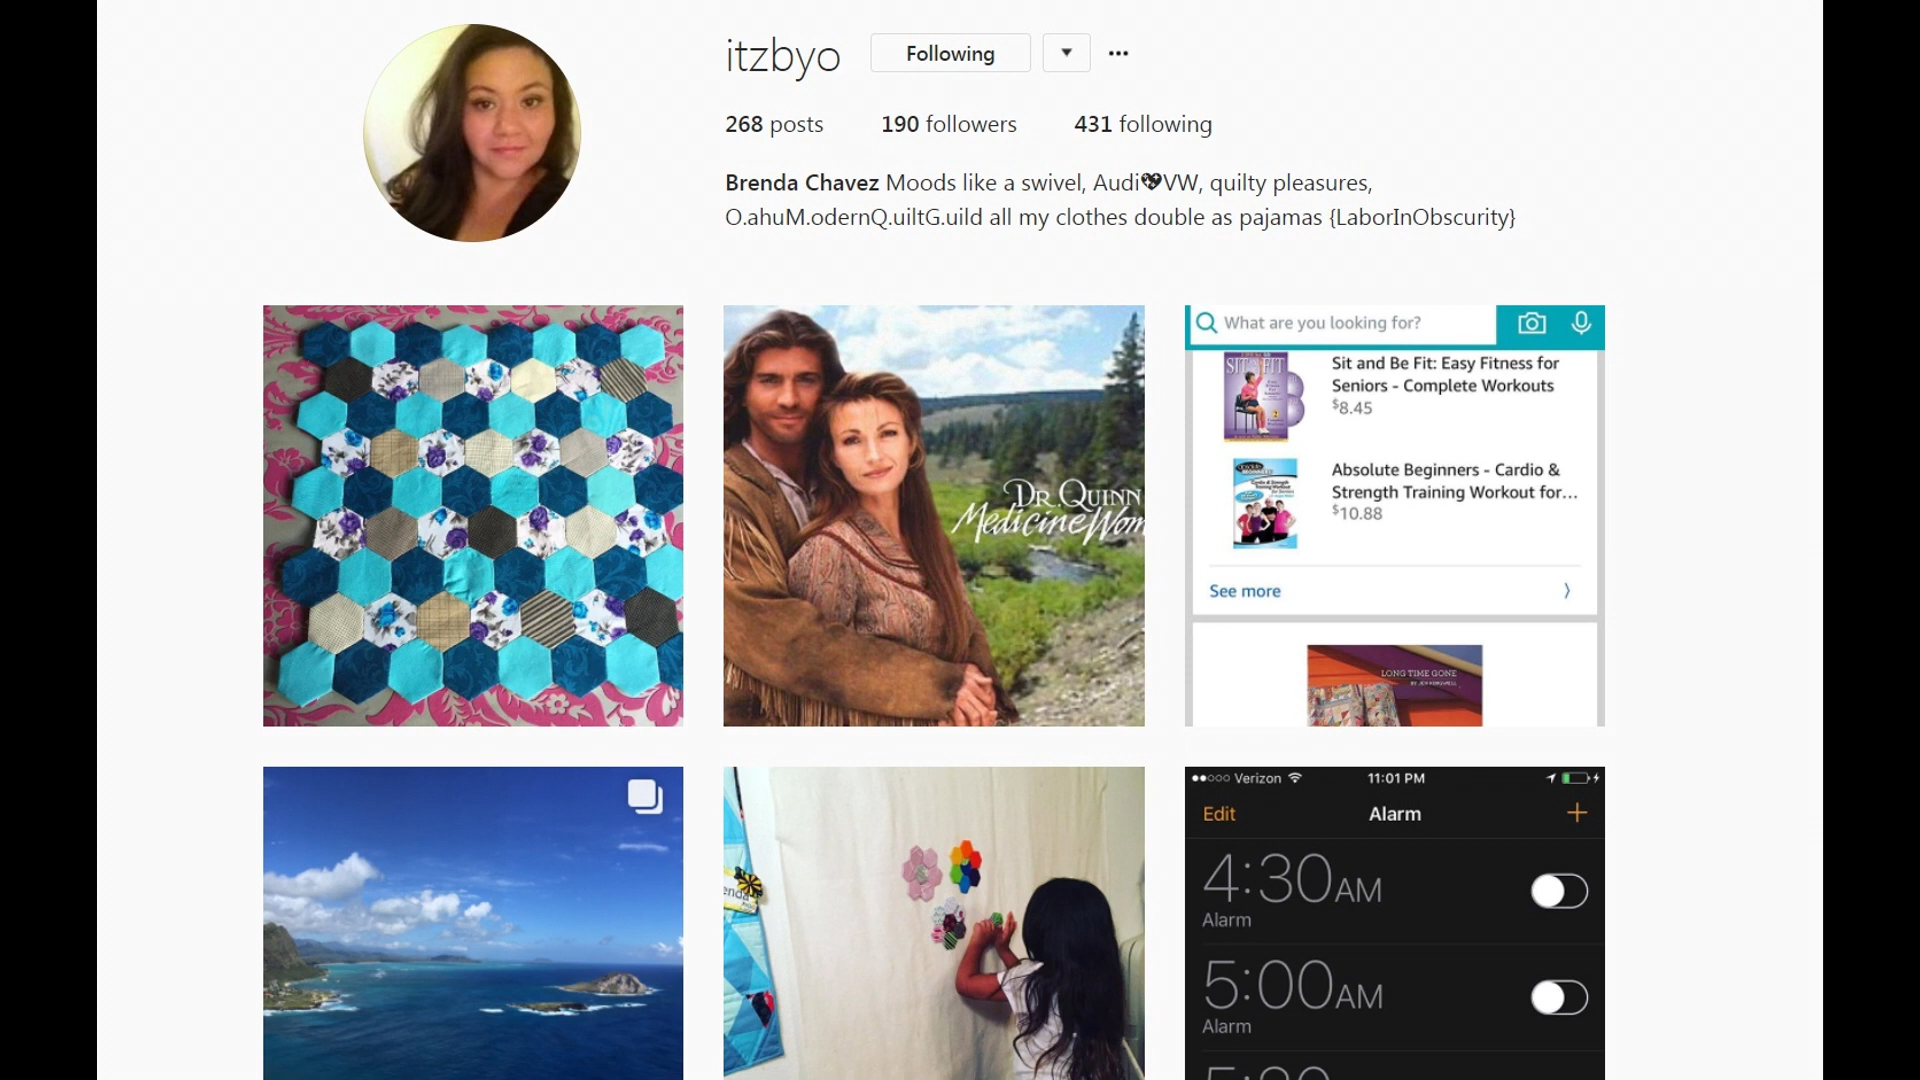 itzbyo Following
268 posts 190 followers 431 following
Brenda Chavez Moods like a swivel, Audi💖VW, quilty pleasures,
O.ahuM.odernQ.uiltG.uild all my clothes double as pajamas {LaborInObscurity}
DR. QUINN
Medicine Wom
What are you looking for?
SIT FIT
Sit and Be Fit: Easy Fitness for
Seniors - Complete Workouts
$8.45
Absolute Beginners - Cardio &
Strength Training Workout for...
$10.88
See more
LONG TIME GONE
enda
Verizon 11:01 PM
Edit Alarm
4:30AM
Alarm
5:00AM
Alarm